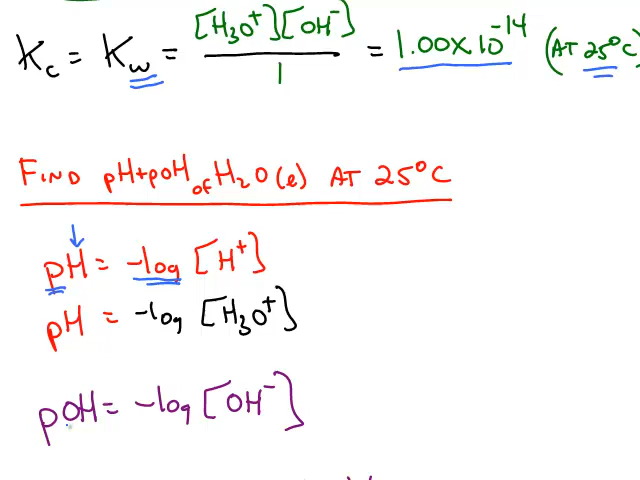 Kc = Kw = [H3O+][OH-] / 1 = 1.00x10^-14 (AT 25°C
FIND pH+pOH of H2O(l) AT 25°C
pH = -log [H+]
pH = -log [H3O+]
pOH = -log [OH-]